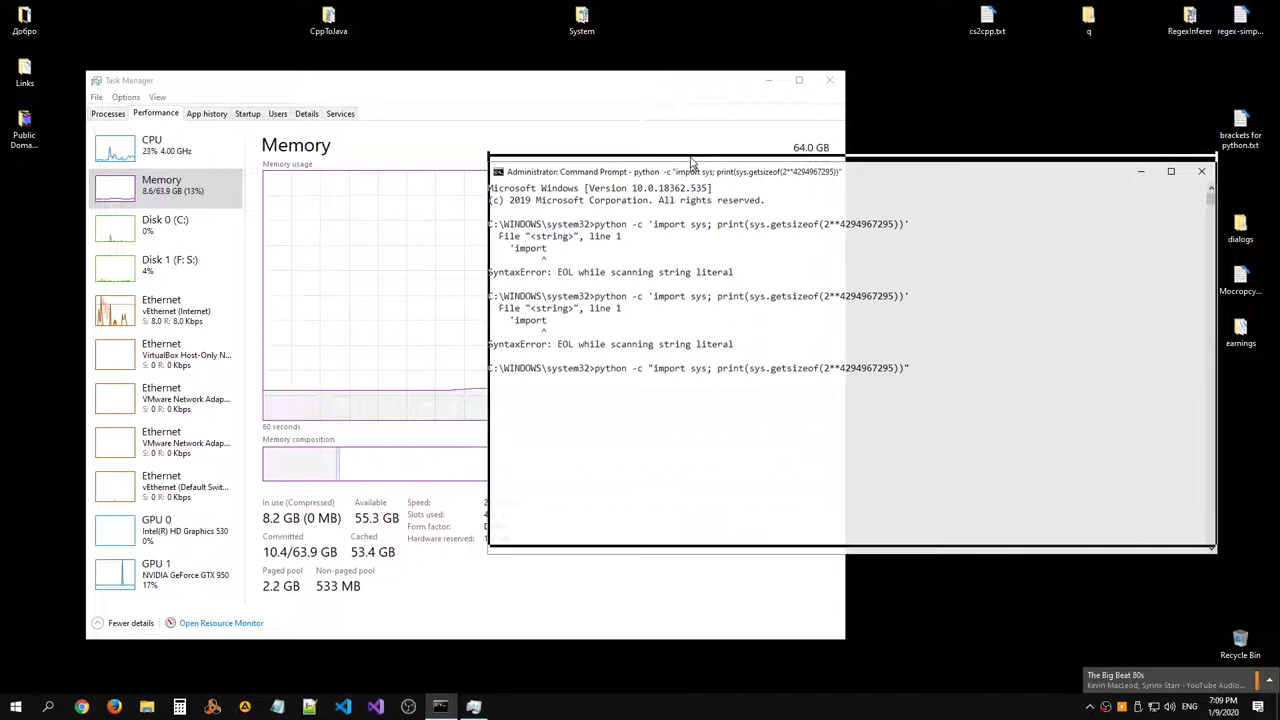 Добро
CppToJava
System
cs2cpp.txt
q
RegexInferer
regex-simp...
Links
Public
Doma...
Task Manager
File Options View
Processes Performance App history Startup Users Details Services
CPU
23% 4.00 GHz
Memory
8.6/63.9 GB (13%)
Disk 0 (C:)
0%
Disk 1 (F: S:)
4%
Ethernet
vEthernet (Internet)
S: 8.0 R: 8.0 Kbps
Ethernet
VirtualBox Host-Only N...
S: 0 R: 0 Kbps
Ethernet
VMware Network Adap...
S: 0 R: 0 Kbps
Ethernet
VMware Network Adap...
S: 0 R: 0 Kbps
Ethernet
vEthernet (Default Swit...
S: 0 R: 0 Kbps
GPU 0
Intel(R) HD Graphics 530
0%
GPU 1
NVIDIA GeForce GTX 950
17%
Memory
64.0 GB
Memory usage
60 seconds
Memory composition
In use (Compressed)
8.2 GB (0 MB)
Available
55.3 GB
Committed
10.4/63.9 GB
Cached
53.4 GB
Paged pool
2.2 GB
Non-paged pool
533 MB
Speed:
Slots used:
Form factor:
Hardware reserved:
Fewer details
Open Resource Monitor
Administrator: Command Prompt - python -c "import sys; print(sys.getsizeof(2**4294967295))"
Microsoft Windows [Version 10.0.18362.535]
(c) 2019 Microsoft Corporation. All rights reserved.
C:\WINDOWS\system32>python -c 'import sys; print(sys.getsizeof(2**4294967295))'
File "<string>", line 1
'import
^
SyntaxError: EOL while scanning string literal
C:\WINDOWS\system32>python -c 'import sys; print(sys.getsizeof(2**4294967295))'
File "<string>", line 1
'import
^
SyntaxError: EOL while scanning string literal
C:\WINDOWS\system32>python -c "import sys; print(sys.getsizeof(2**4294967295))"
brackets for
python.txt
dialogs
Мосгорсу...
earnings
Recycle Bin
The Big Beat 80s
Kevin MacLeod, Syrinx Starr - YouTube Audio...
ENG
7:09 PM
1/9/2020